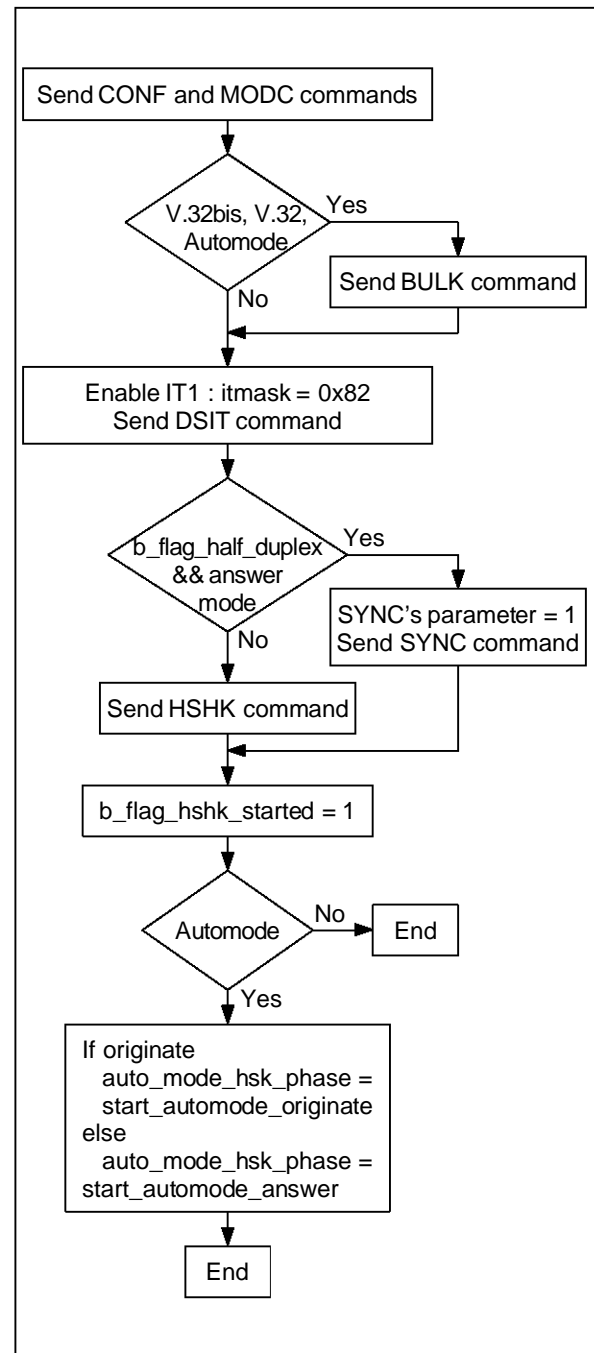 Send CONF and MODC commands
V.32bis, V.32,
Automode
Yes
Send BULK command
No
Enable IT1 : itmask = 0x82
Send DSIT command
b_flag_half_duplex
&& answer
mode
Yes
SYNC’s parameter = 1
Send SYNC command
No
Send HSHK command
b_flag_hshk_started = 1
Automode
No
End
Yes
If originate
auto_mode_hsk_phase =
start_automode_originate
else
auto_mode_hsk_phase =
start_automode_answer
End